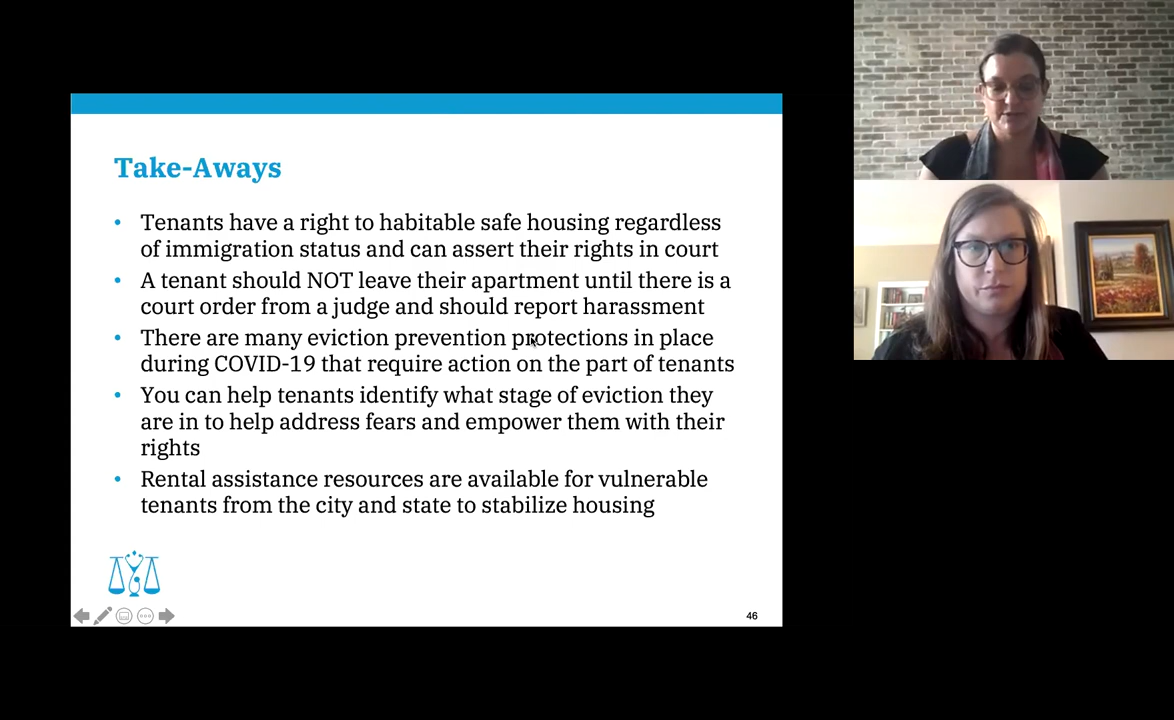 Take-Aways
• Tenants have a right to habitable safe housing regardless
of immigration status and can assert their rights in court
• A tenant should NOT leave their apartment until there is a
court order from a judge and should report harassment
• There are many eviction prevention protections in place
during COVID-19 that require action on the part of tenants
• You can help tenants identify what stage of eviction they
are in to help address fears and empower them with their
rights
• Rental assistance resources are available for vulnerable
tenants from the city and state to stabilize housing
46